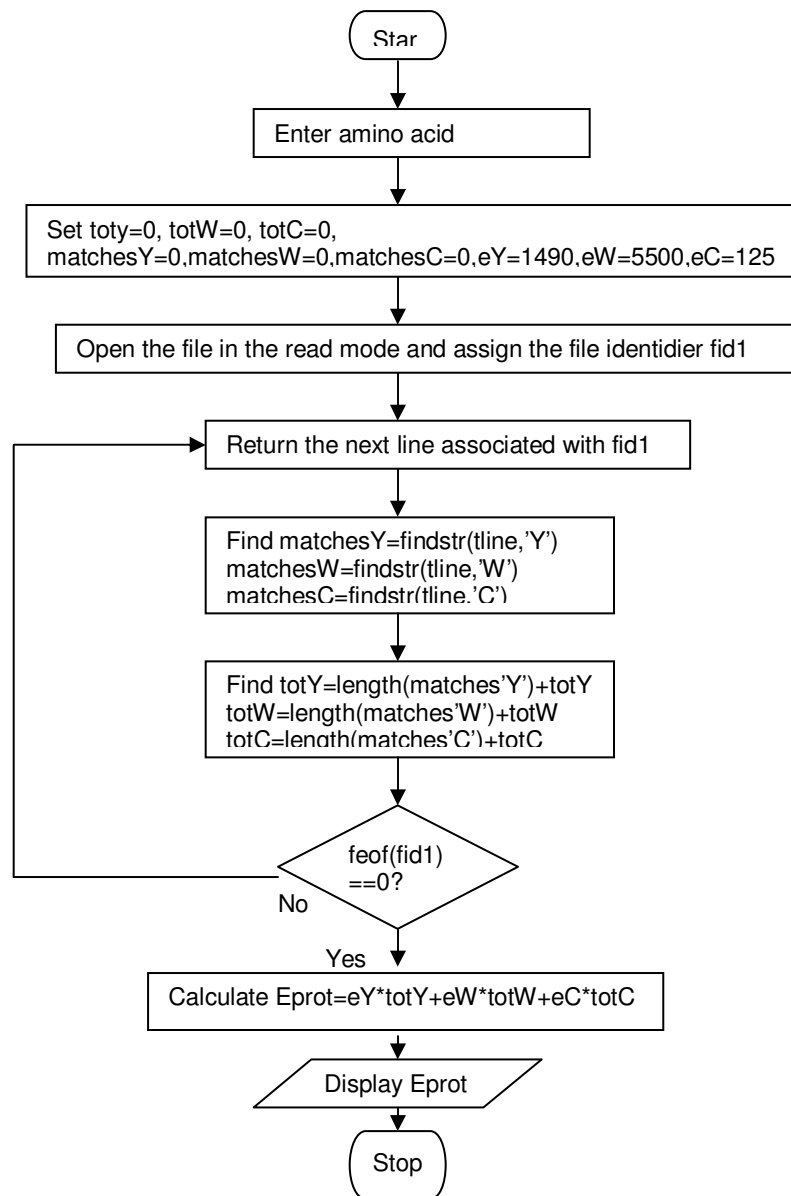 Star
Enter amino acid
Set toty=0, totW=0, totC=0,
matchesY=0,matchesW=0,matchesC=0,eY=1490,eW=5500,eC=125
Open the file in the read mode and assign the file identidier fid1
Return the next line associated with fid1
Find matchesY=findstr(tline,'Y')
matchesW=findstr(tline,'W')
matchesC=findstr(tline,'C')
Find totY=length(matches'Y')+totY
totW=length(matches'W')+totW
totC=length(matches'C')+totC
feof(fid1)
==0?
No
Yes
Calculate Eprot=eY*totY+eW*totW+eC*totC
Display Eprot
Stop